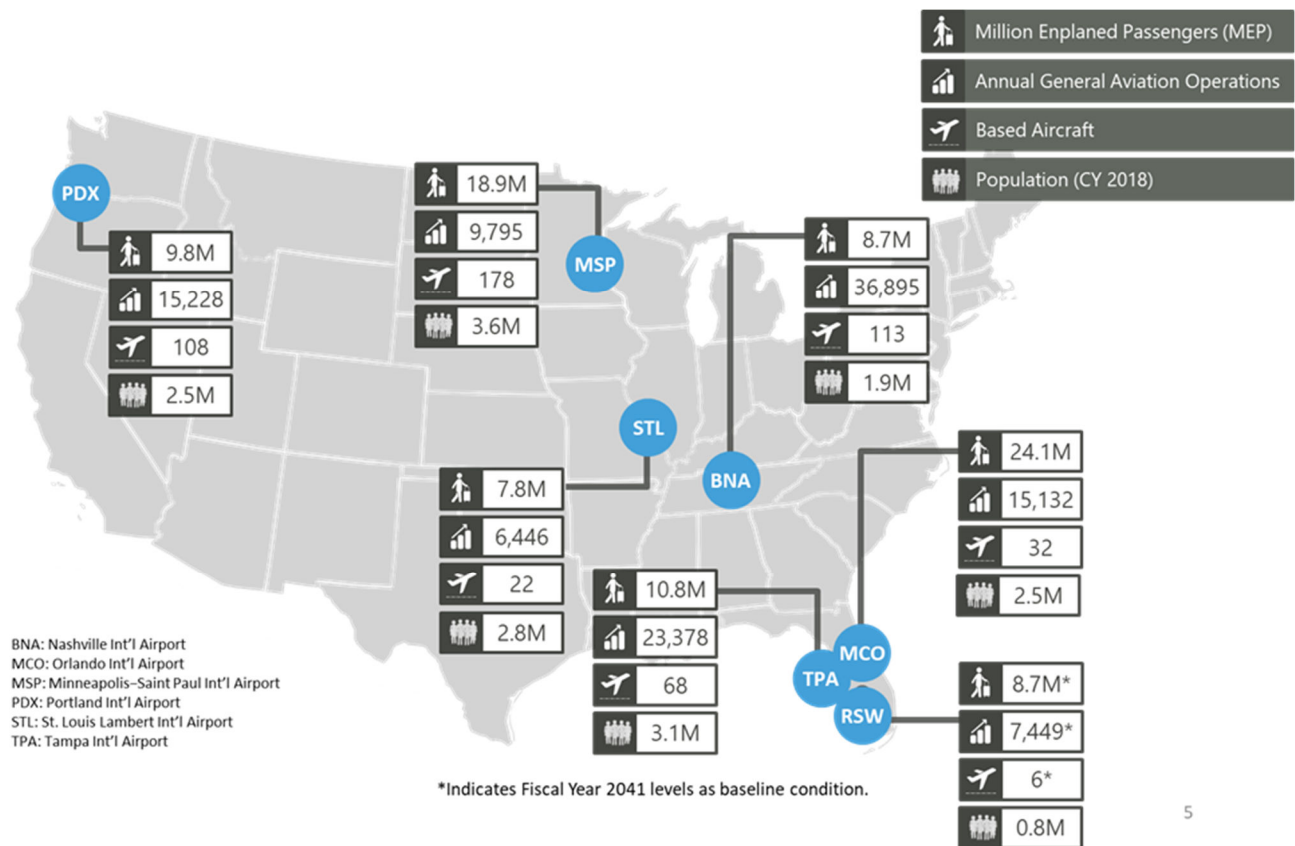 Million Enplaned Passengers (MEP)
Annual General Aviation Operations
Based Aircraft
Population (CY 2018)
PDX
9.8M
15,228
108
2.5M
18.9M
9,795
178
3.6M
MSP
8.7M
36,895
113
1.9M
BNA
STL
7.8M
6,446
22
2.8M
24.1M
15,132
32
2.5M
MCO
10.8M
23,378
68
3.1M
TPA
RSW
8.7M*
7,449*
6*
0.8M
BNA: Nashville Int’l Airport
MCO: Orlando Int’l Airport
MSP: Minneapolis–Saint Paul Int’l Airport
PDX: Portland Int’l Airport
STL: St. Louis Lambert Int’l Airport
TPA: Tampa Int’l Airport
*Indicates Fiscal Year 2041 levels as baseline condition.
5